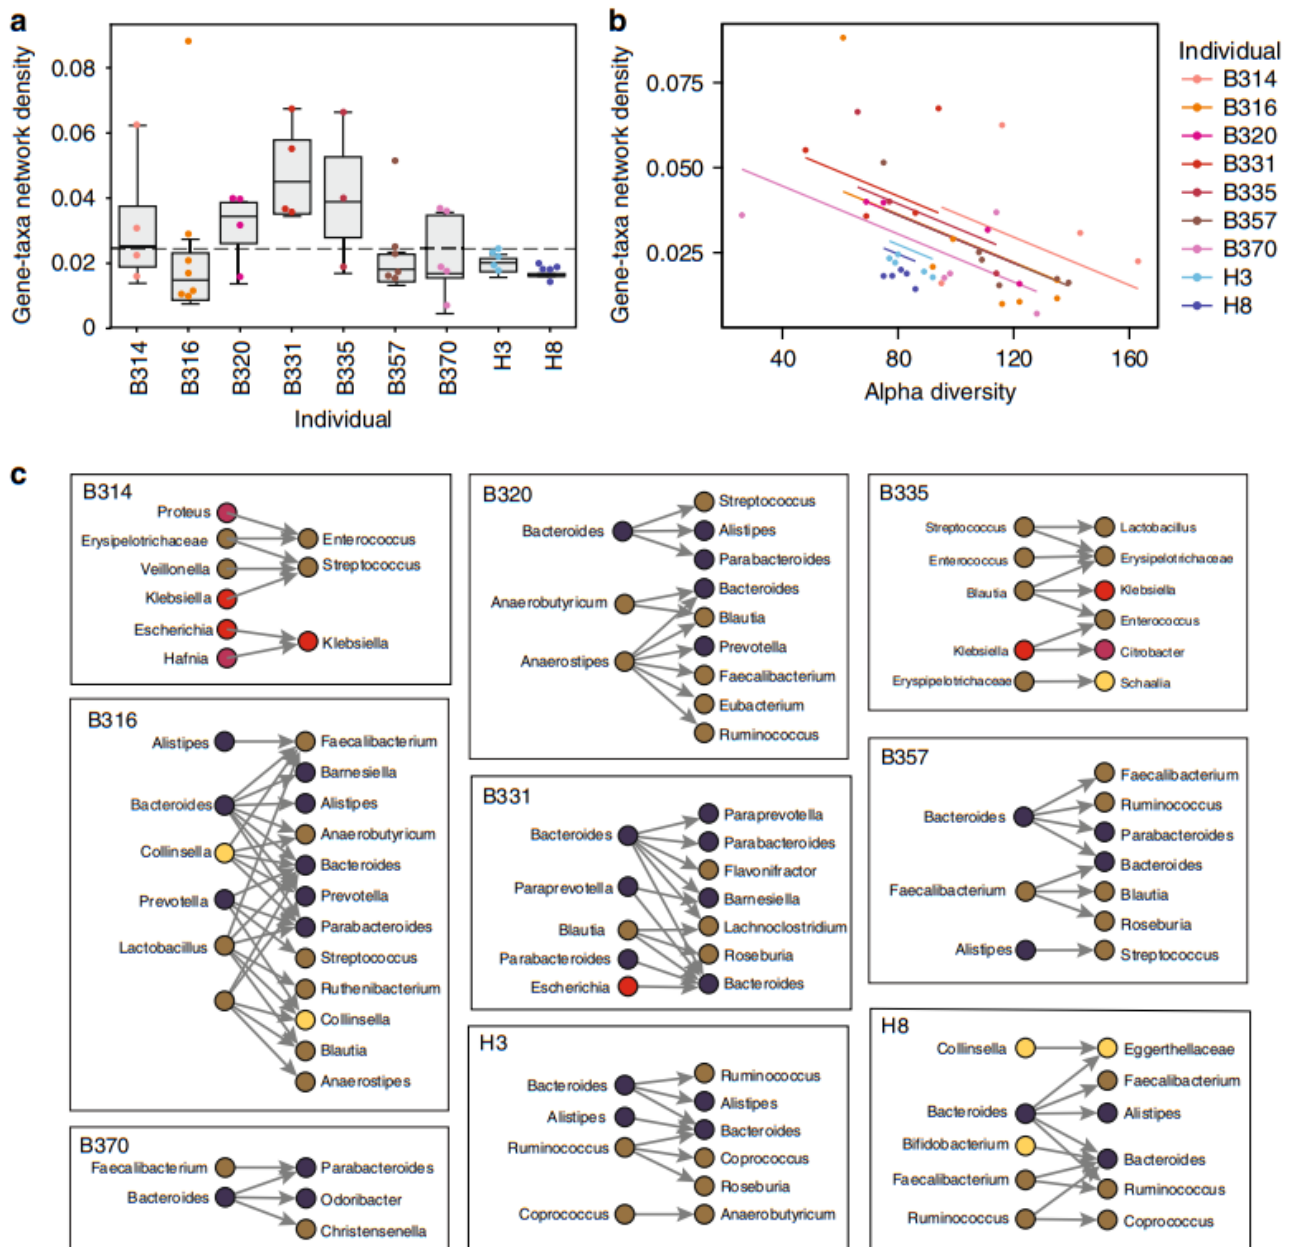 a
Gene-taxa network density
0.08
0.06
0.04
0.02
0
B314
B316
B320
B331
B335
B357
B370
H3
H8
Individual
b
Gene-taxa network density
0.075
0.050
0.025
40
80
120
160
Alpha diversity
Individual
B314
B316
B320
B331
B335
B357
B370
H3
H8
c
B314
Proteus
Erysipelotrichaceae
Veillonella
Klebsiella
Escherichia
Hafnia
Enterococcus
Streptococcus
Klebsiella
B316
Alistipes
Bacteroides
Collinsella
Prevotella
Lactobacillus
Faecalibacterium
Barnesiella
Alistipes
Anaerobutyricum
Bacteroides
Prevotella
Parabacteroides
Streptococcus
Ruthenibacterium
Collinsella
Blautia
Anaerostipes
B370
Faecalibacterium
Bacteroides
Parabacteroides
Odoribacter
Christensenella
B320
Bacteroides
Anaerobutyricum
Anaerostipes
Streptococcus
Alistipes
Parabacteroides
Bacteroides
Blautia
Prevotella
Faecalibacterium
Eubacterium
Ruminococcus
B331
Bacteroides
Paraprevotella
Blautia
Parabacteroides
Escherichia
Paraprevotella
Parabacteroides
Flavonifractor
Barnesiella
Lachnoclostridium
Roseburia
Bacteroides
H3
Bacteroides
Alistipes
Ruminococcus
Coprococcus
Ruminococcus
Alistipes
Bacteroides
Coprococcus
Roseburia
Anaerobutyricum
B335
Streptococcus
Enterococcus
Blautia
Klebsiella
Eryspipelotrichaceae
Lactobacillus
Erysipelotrichaceae
Klebsiella
Enterococcus
Citrobacter
Schaalia
B357
Bacteroides
Faecalibacterium
Alistipes
Faecalibacterium
Ruminococcus
Parabacteroides
Bacteroides
Blautia
Roseburia
Streptococcus
H8
Collinsella
Bacteroides
Bifidobacterium
Faecalibacterium
Ruminococcus
Eggerthellaceae
Faecalibacterium
Alistipes
Bacteroides
Ruminococcus
Coprococcus